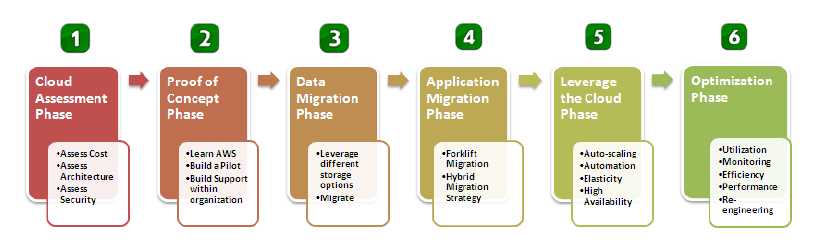 1
Cloud
Assessment
Phase
•Assess Cost
•Assess
Architecture
•Assess
Security
2
Proof of
Concept
Phase
•Learn AWS
•Build a Pilot
•Build Support
within
organization
3
Data
Migration
Phase
•Leverage
different
storage
options
•Migrate
4
Application
Migration
Phase
•Forklift
Migration
•Hybrid
Migration
Strategy
5
Leverage
the Cloud
Phase
•Auto-scaling
•Automation
•Elasticity
•High
Availability
6
Optimization
Phase
•Utilization
•Monitoring
•Efficiency
•Performance
•Re-
engineering